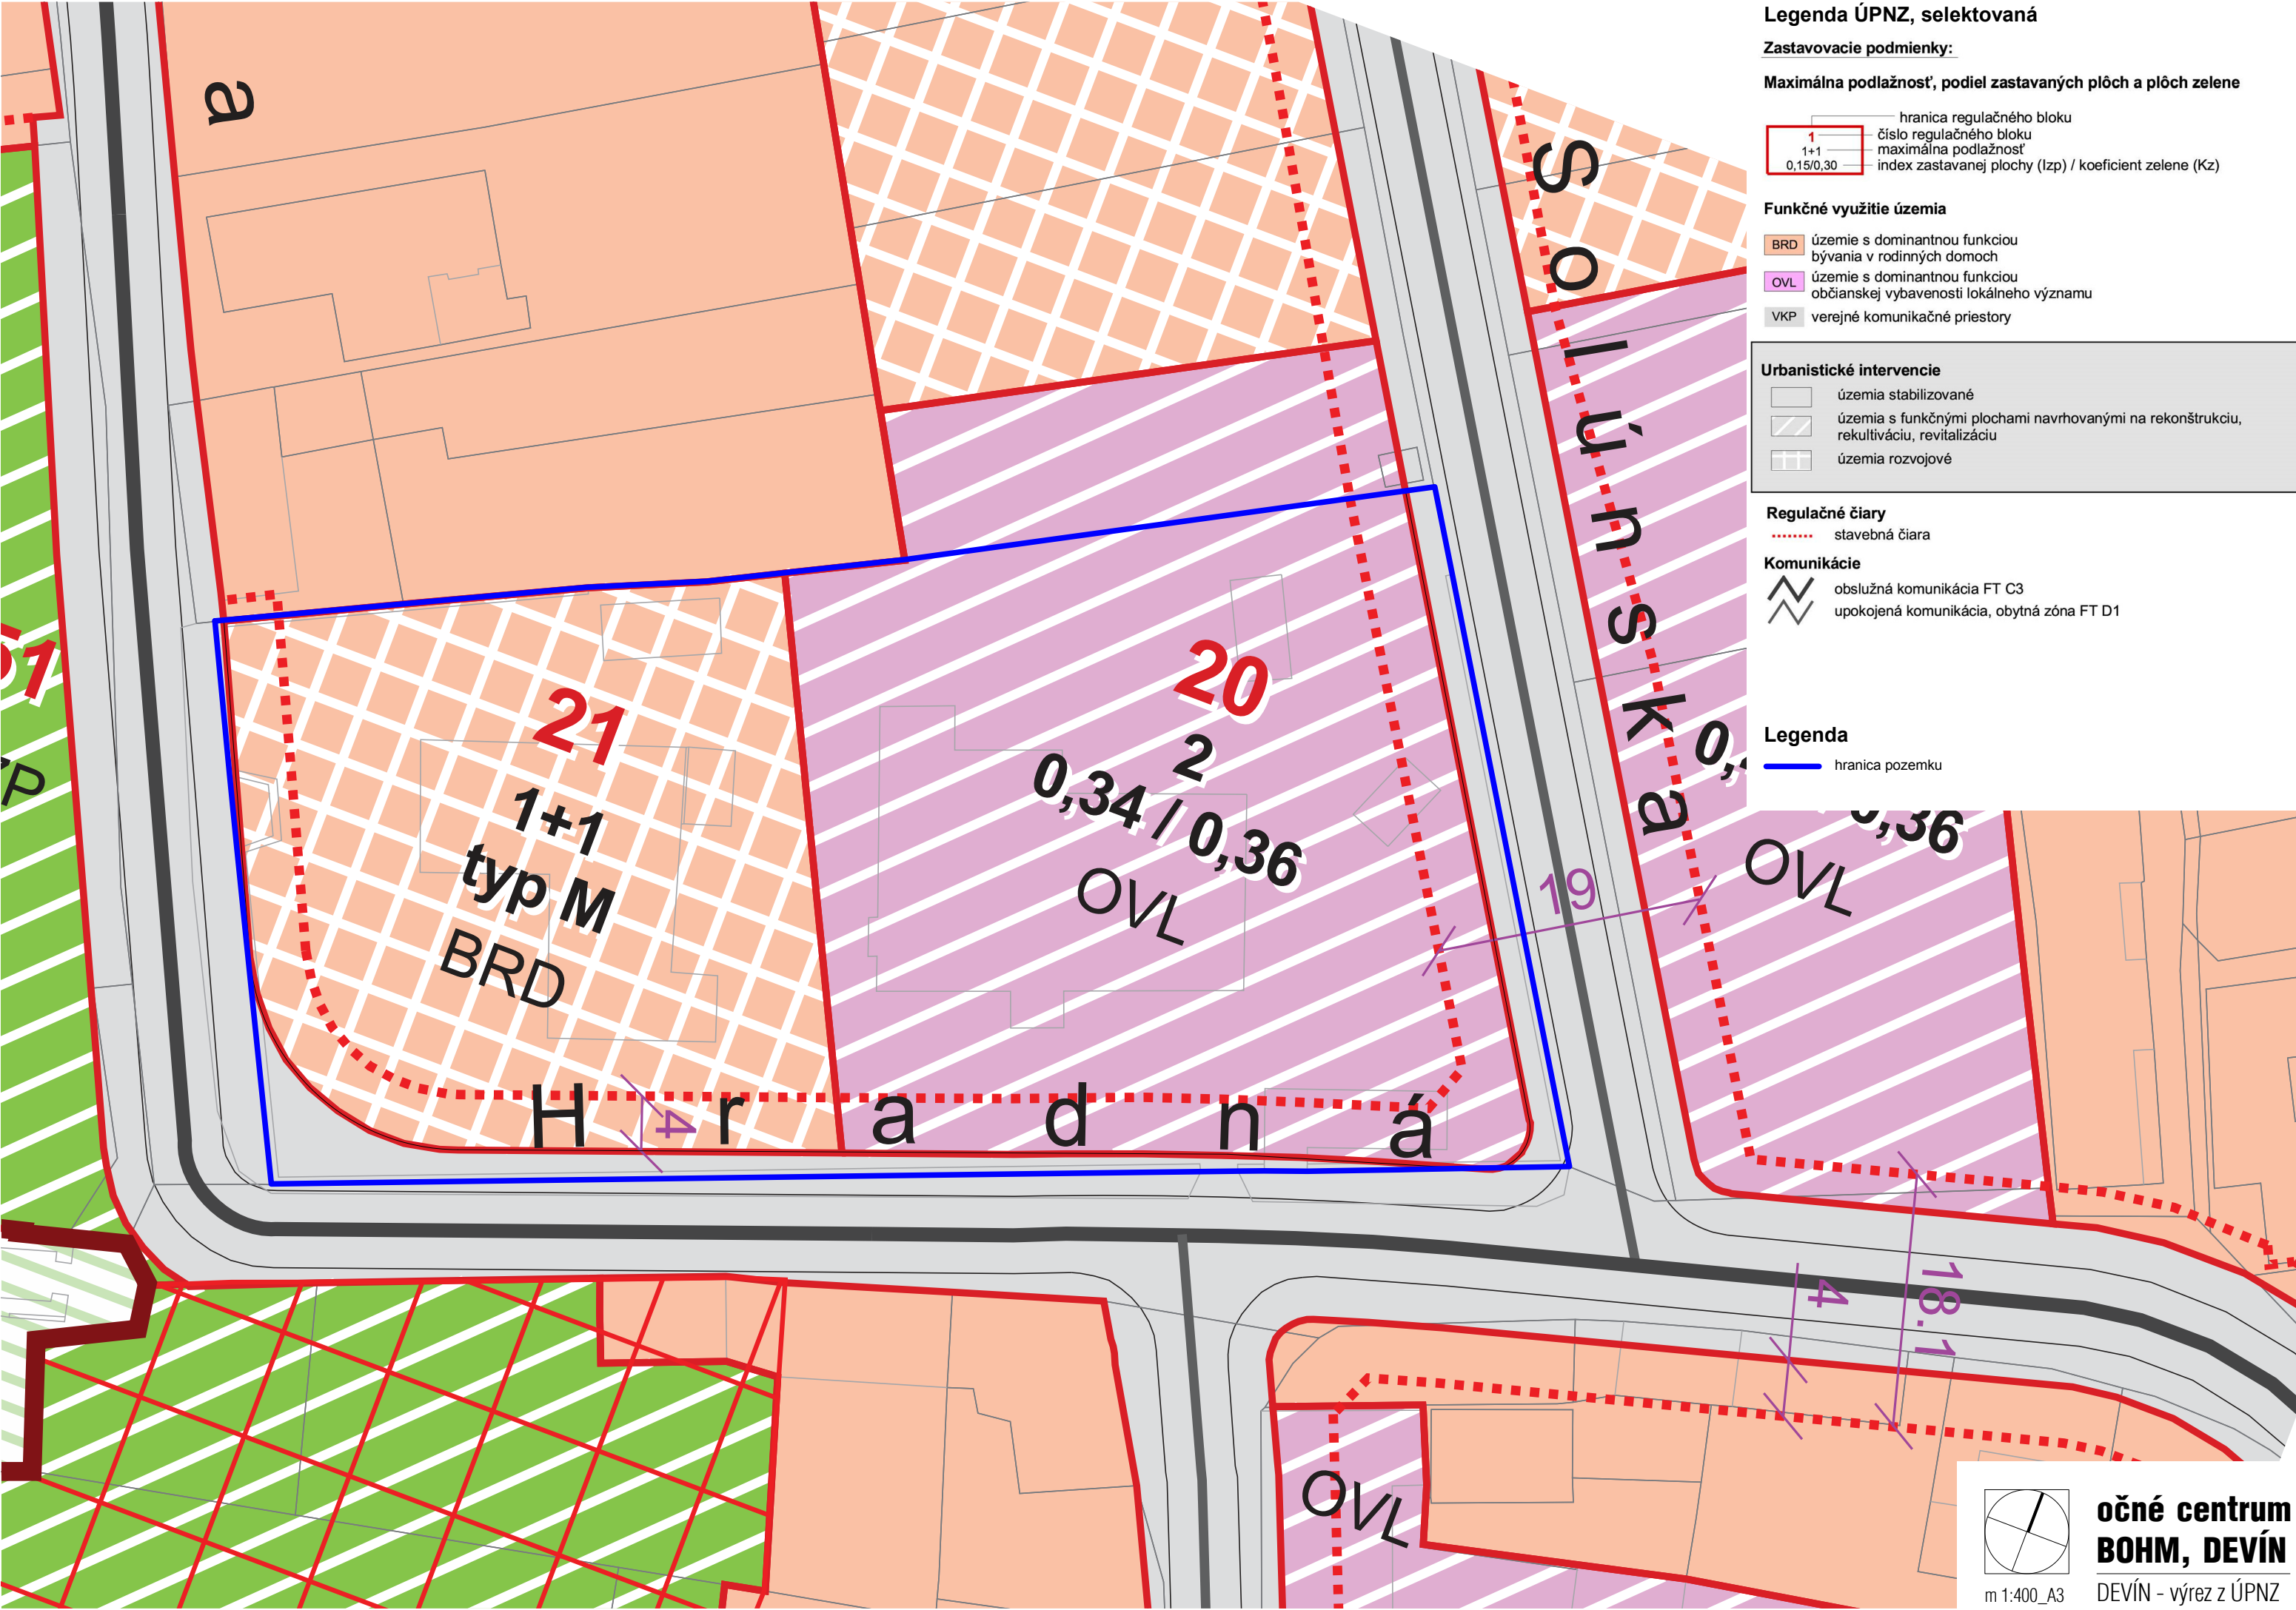 Legenda ÚPNZ, selektovaná
Zastavovacie podmienky:
Maximálna podlažnosť, podiel zastavaných plôch a plôch zelene
hranica regulačného bloku
1
číslo regulačného bloku
1+1
maximálna podlažnosť
0,15/0,30
index zastavanej plochy (Izp) / koeficient zelene (Kz)
Funkčné využitie územia
BRD
územie s dominantnou funkciou
bývania v rodinných domoch
OVL
územie s dominantnou funkciou
občianskej vybavenosti lokálneho významu
VKP
verejné komunikačné priestory
Urbanistické intervencie
územia stabilizované
územia s funkčnými plochami navrhovanými na rekonštrukciu,
rekultiváciu, revitalizáciu
územia rozvojové
Regulačné čiary
stavebná čiara
Komunikácie
obslužná komunikácia FT C3
upokojená komunikácia, obytná zóna FT D1
Legenda
hranica pozemku
a
Solúnska
21
1+1
typ M
BRD
20
2
0,34 / 0,36
OVL
0,36
OVL
19
Hradná
4
4
18.1
OVL
očné centrum
BOHM, DEVÍN
m 1:400_A3
DEVÍN - výrez z ÚPNZ